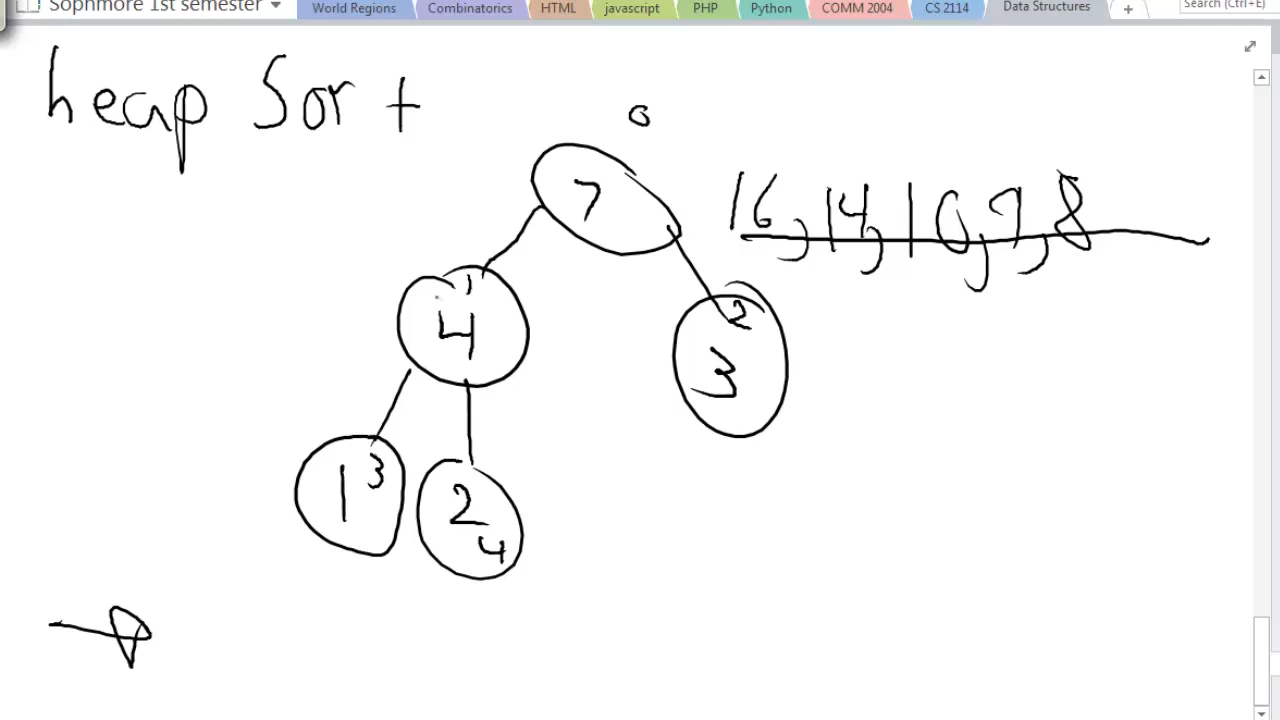 Sophmore 1st semester
World Regions Combinatorics HTML javascript PHP Python COMM 2004 CS 2114 Data Structures +
Search (Ctrl+E)
heap Sort
0
7
16, 14, 10, 9, 8
1
4
2
3
1 3
2 4